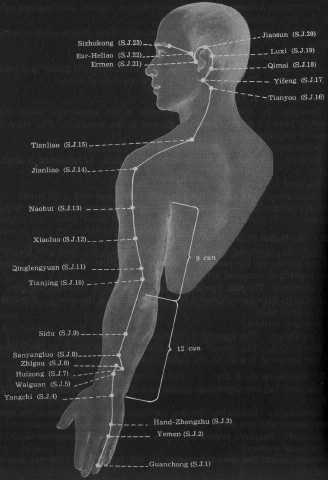 Jiaosun (S.J.20)
Sizhukong (S.J.23)
Luxi (S.J.19)
Ear-Heliao (S.J.22)
Ermen (S.J.21)
Qimai (S.J.18)
Yifeng (S.J.17
Tianyou (S.J.16)
Tianliao (S.J.15)
Jianliao (S.J.14)
Naohui (S.J.13)
Xiaoluo (S.J.12)
9 cun
Qinglengyuan (S.J.11)
Tianjing (S.J.10)
Sidu (S.J.9)
12 cun
Sanyangluo (S.J.8)
Zhigou (S.J.6)
Huizong (S.J.7)
Waiguan (S.J.5)
Yangchi (S.J.4)
Hand-Zhongzhu (S.J.3)
Yemen (S.J.2)
Guanchong (S.J.1)